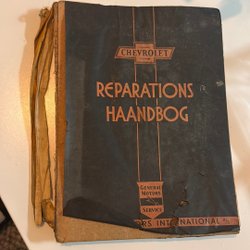 CHEVROLET
REPARATIONS
HAANDBOG
GENERAL
MOTORS
SERVICE
RS INTERNATIONAL A/S